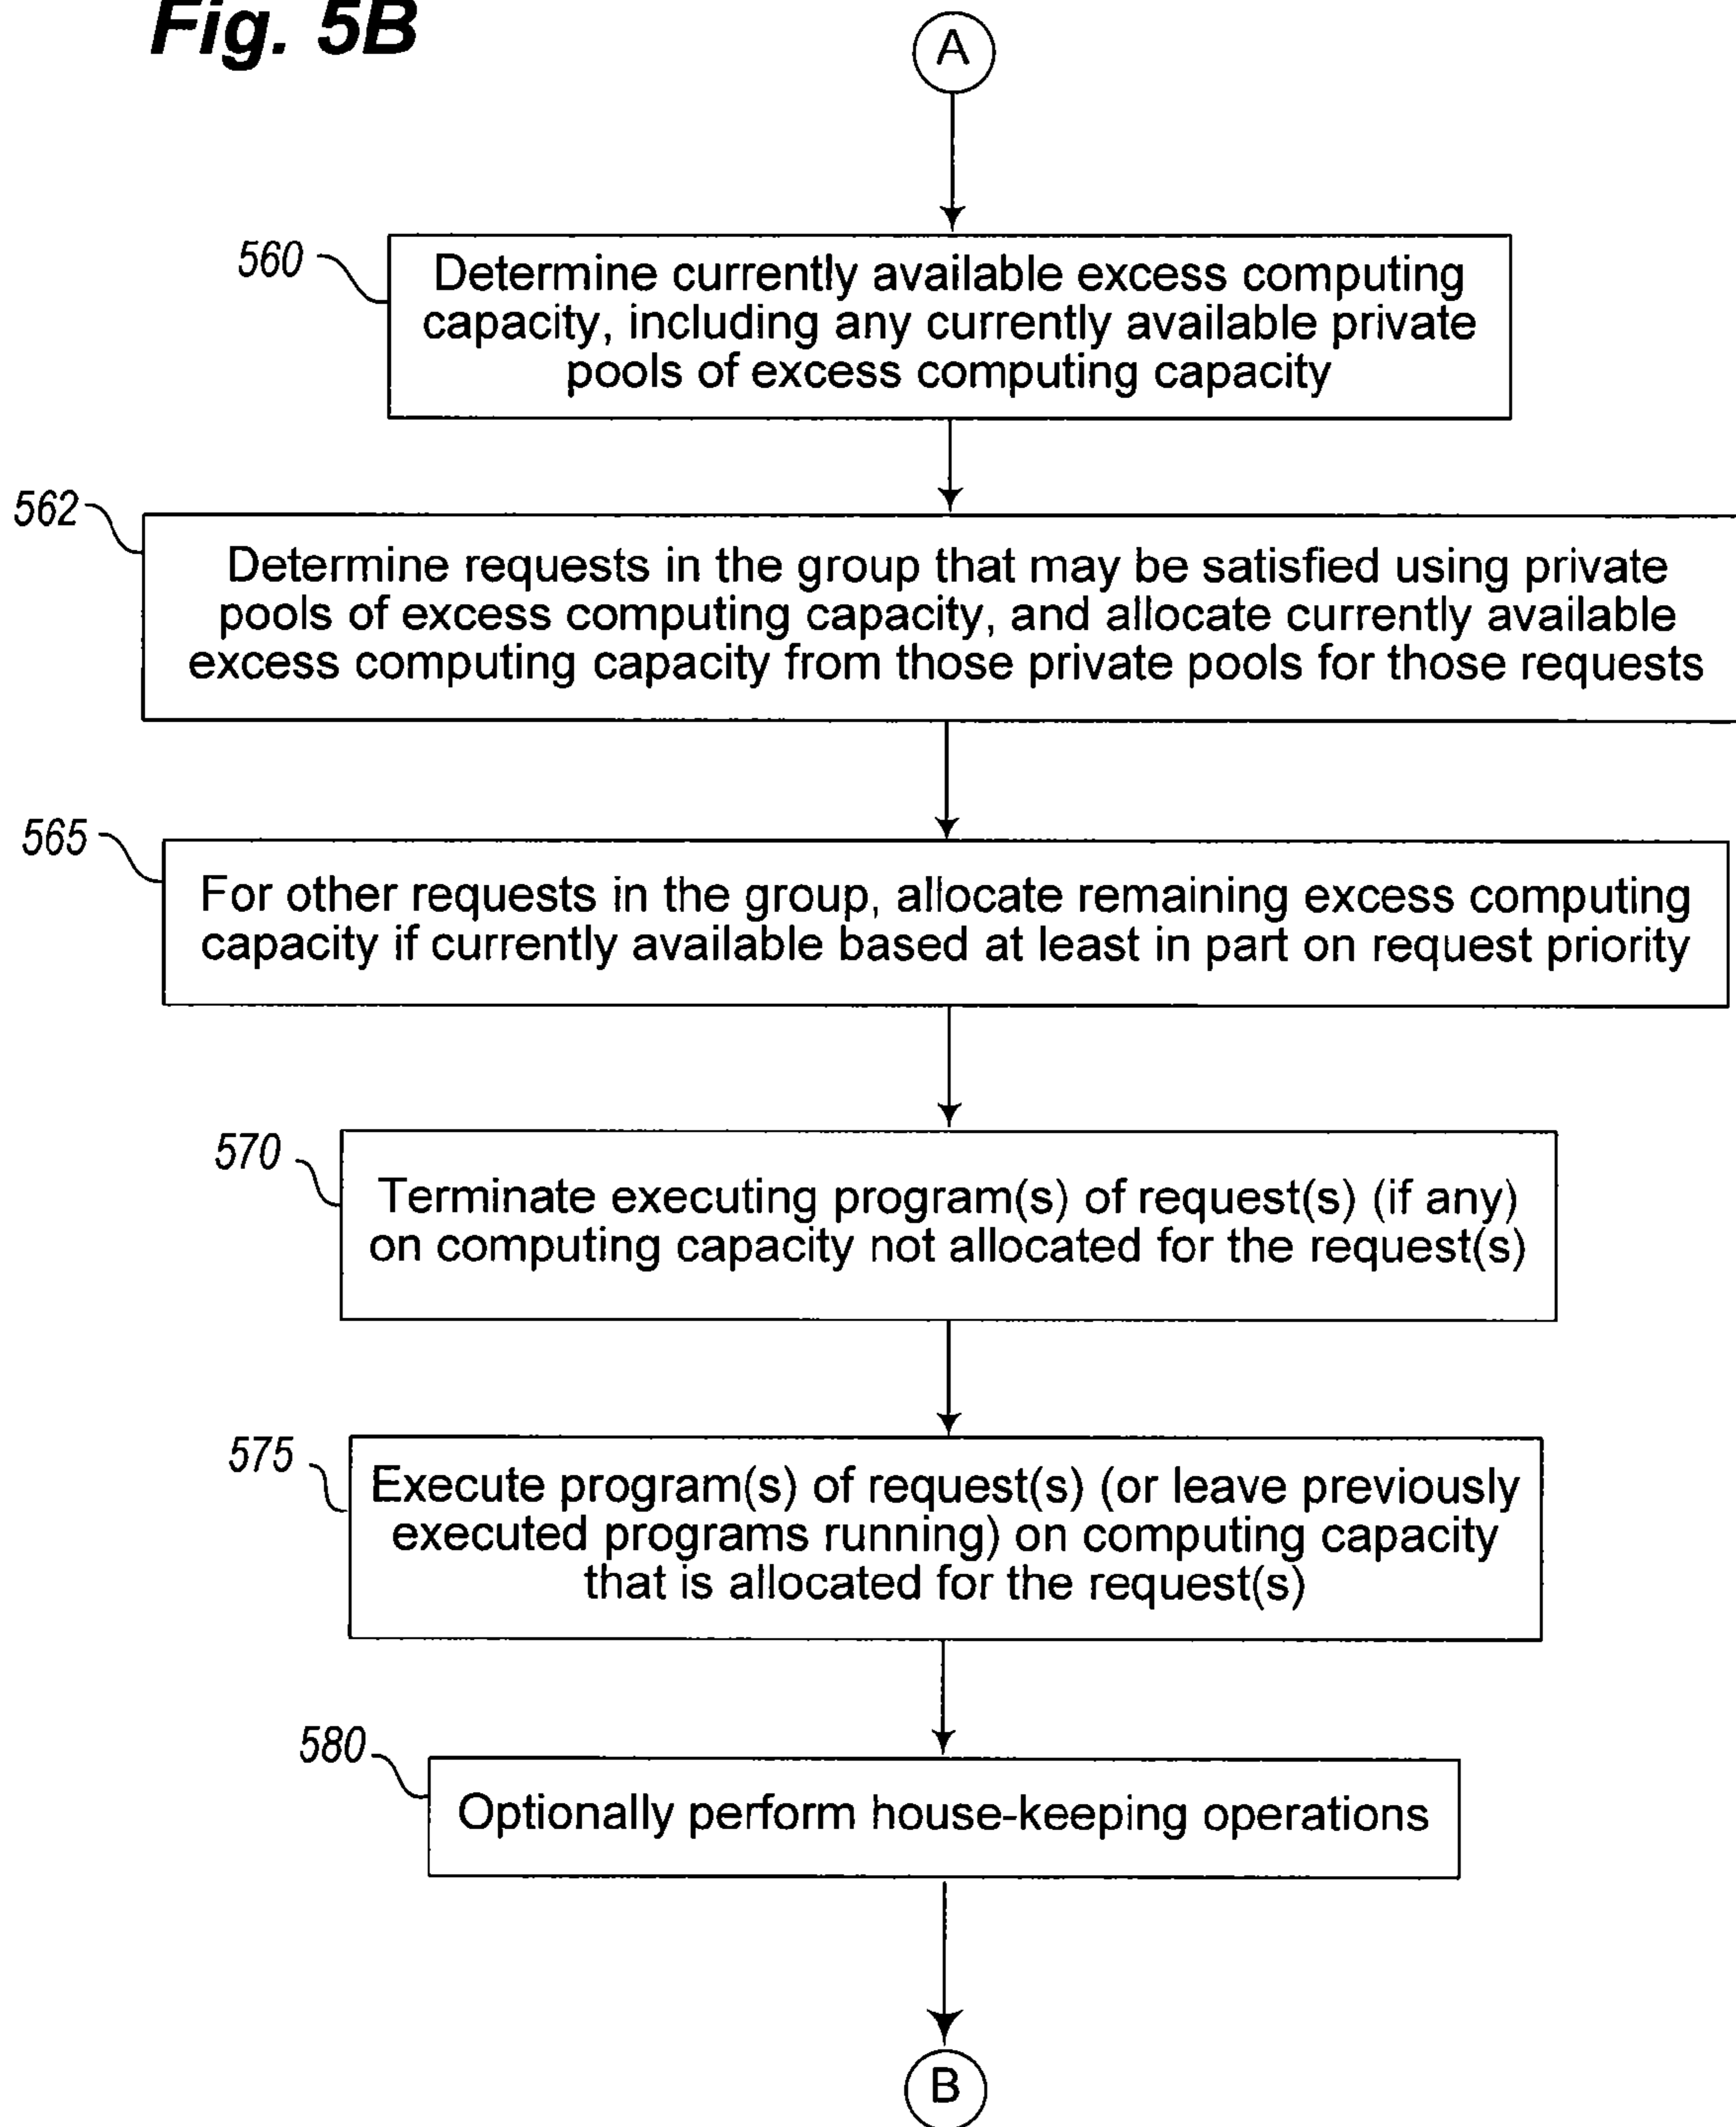 Fig. 5B
A
560
Determine currently available excess computing
capacity, including any currently available private
pools of excess computing capacity
562
Determine requests in the group that may be satisfied using private
pools of excess computing capacity, and allocate currently available
excess computing capacity from those private pools for those requests
565
For other requests in the group, allocate remaining excess computing
capacity if currently available based at least in part on request priority
570
Terminate executing program(s) of request(s) (if any)
on computing capacity not allocated for the request(s)
575
Execute program(s) of request(s) (or leave previously
executed programs running) on computing capacity
that is allocated for the request(s)
580
Optionally perform house-keeping operations
B